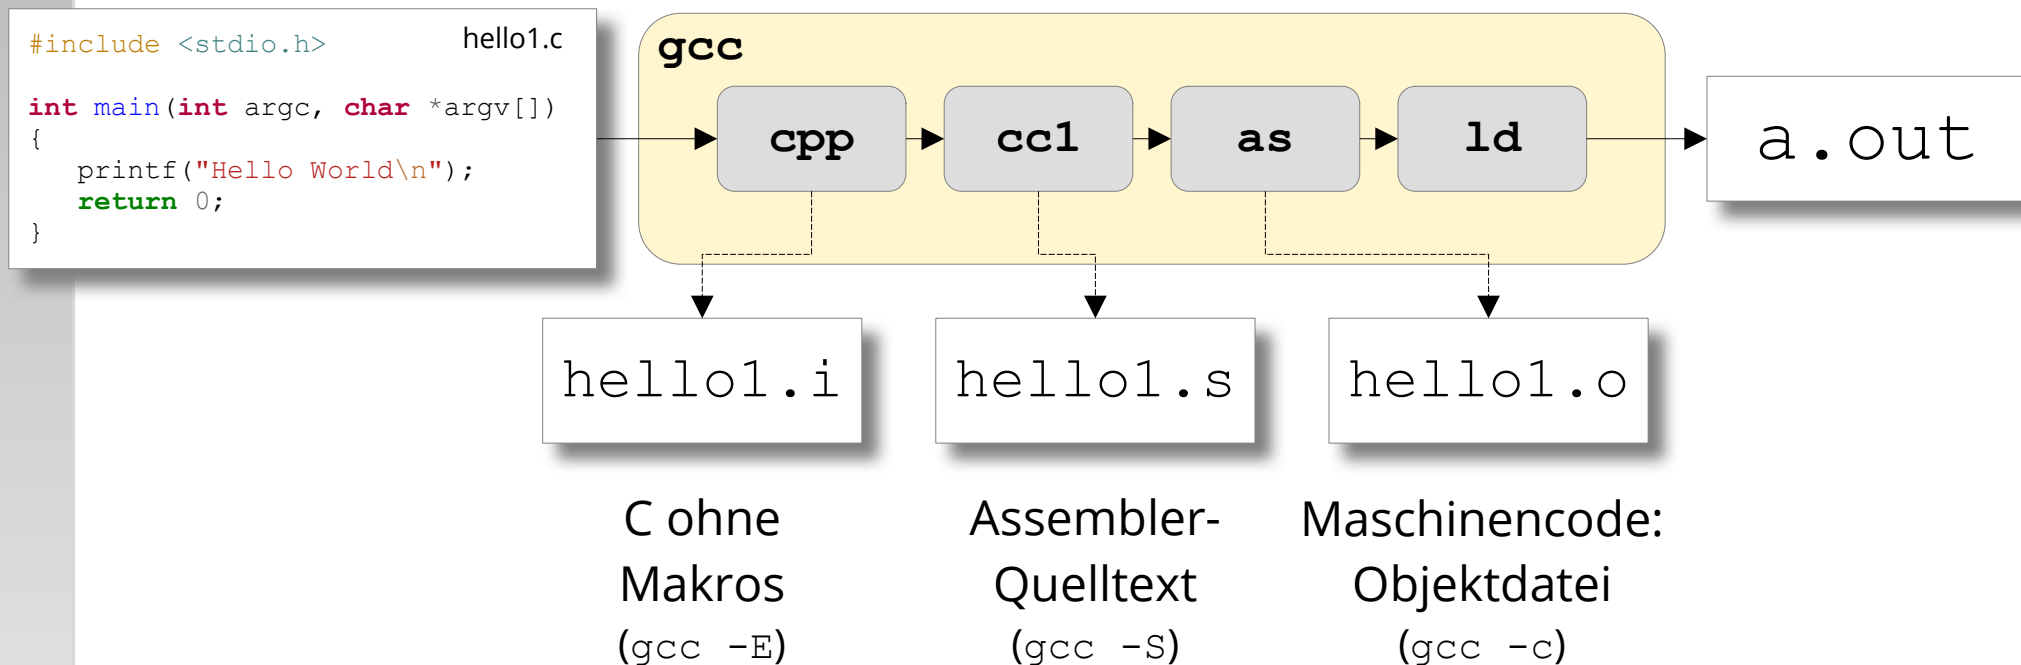 #include <stdio.h>
hello1.c
int main(int argc, char *argv[])
{
printf("Hello World\n");
return 0;
}
gcc
cpp
cc1
as
ld
a.out
hello1.i
hello1.s
hello1.o
C ohne
Makros
(gcc -E)
Assembler-
Quelltext
(gcc -S)
Maschinencode:
Objektdatei
(gcc -c)